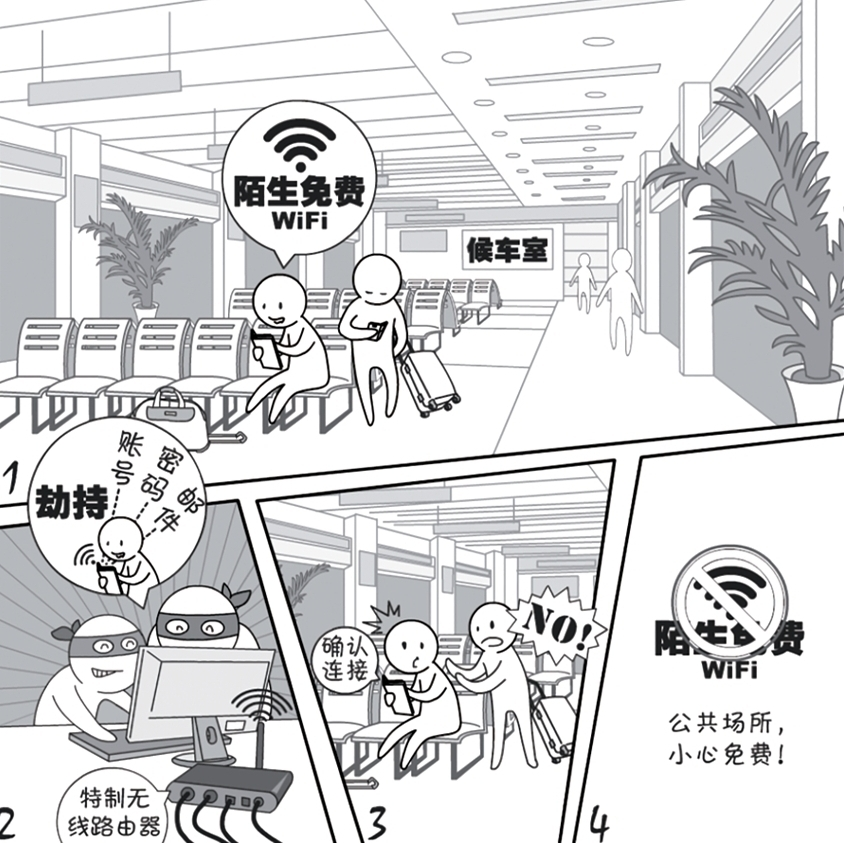 陌生免费
WiFi
候车室
1
劫持
账号
密码
邮件
特制无
线路由器
2
确认
连接
NO!
3
陌生免费
WiFi
公共场所,
小心免费!
4